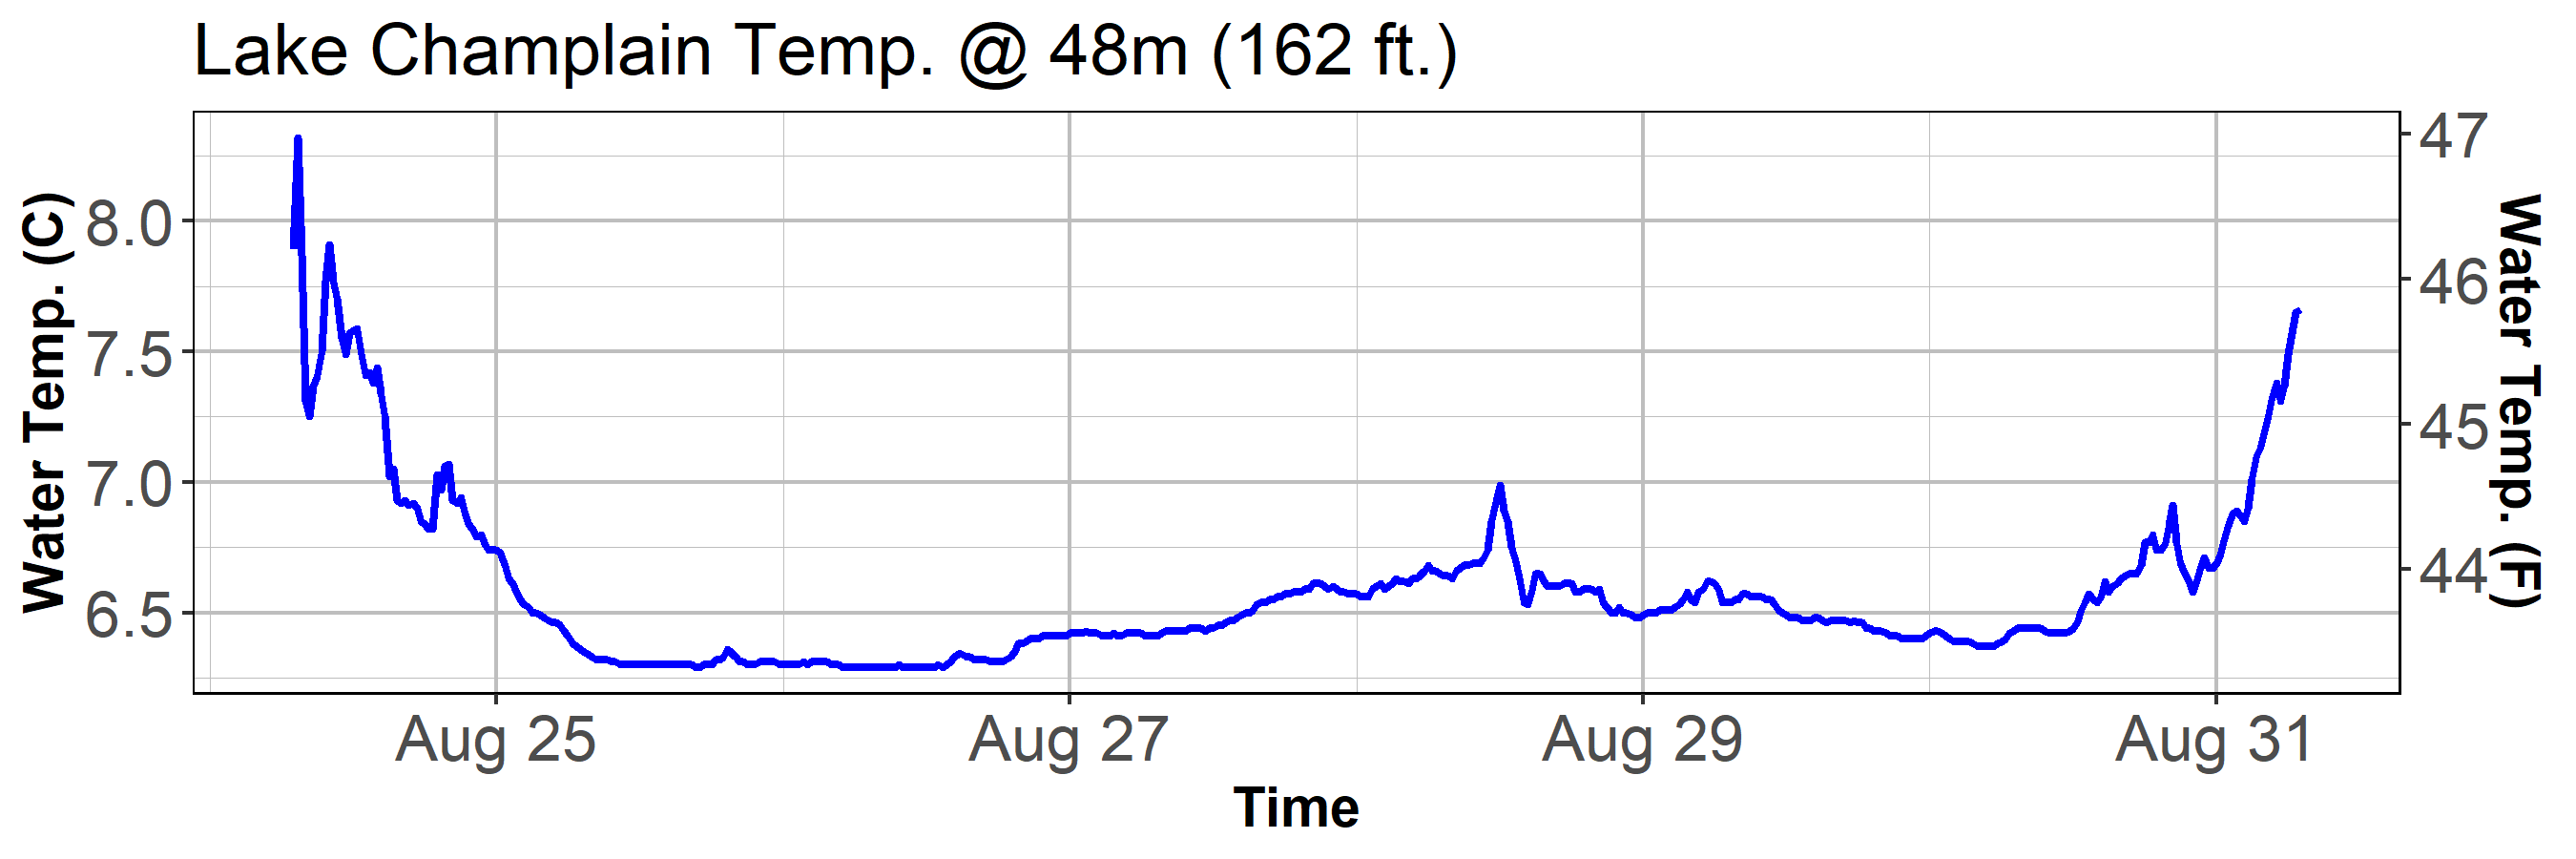 Lake Champlain Temp. @ 48m (162 ft.)
Water Temp. (C)
8.0
7.5
7.0
6.5
47
46
45
44
Water Temp. (F)
Aug 25 Aug 27 Aug 29 Aug 31
Time